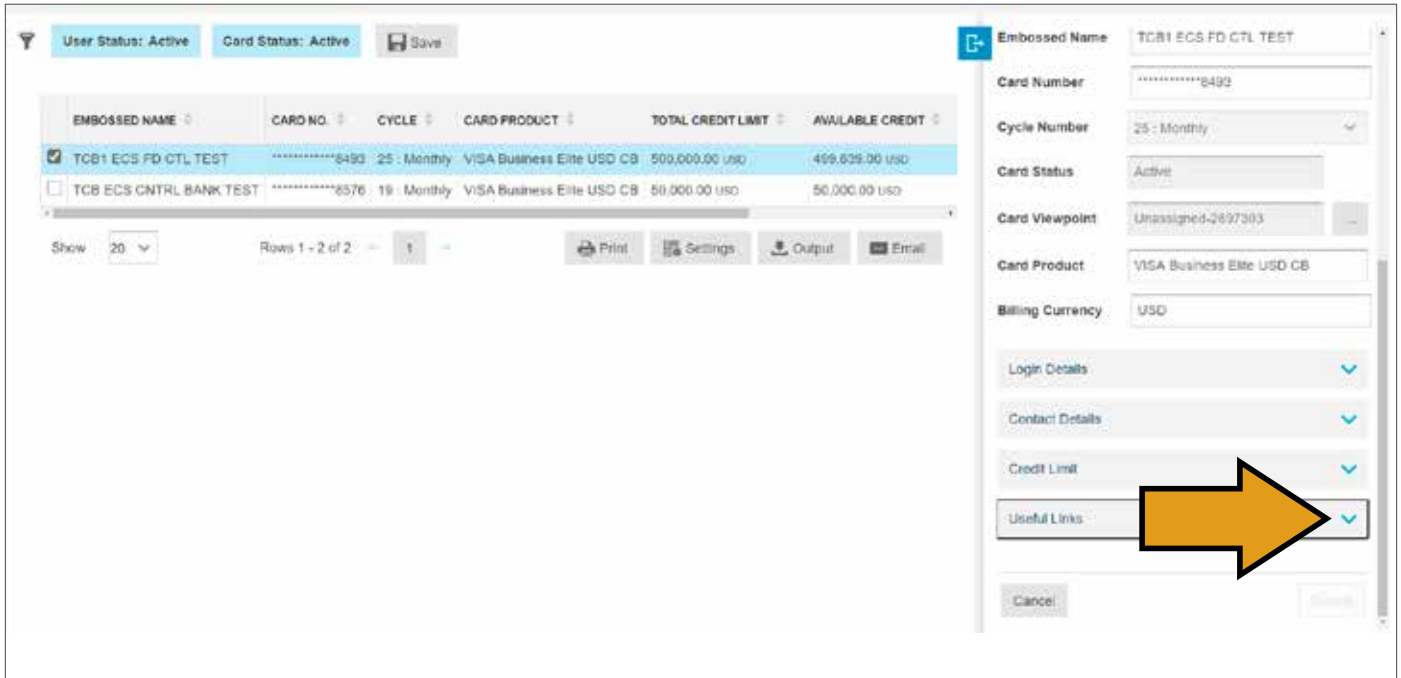 User Status: Active Card Status: Active Save
EMBOSSED NAME CARD NO. CYCLE CARD PRODUCT TOTAL CREDIT LIMIT AVAILABLE CREDIT
TCB1 ECS FD CTL TEST ************8493 25 : Monthly VISA Business Elite USD CB 500,000.00 USD 499,639.00 USD
TCB ECS CNTRL BANK TEST ************8576 19 : Monthly VISA Business Elite USD CB 50,000.00 USD 50,000.00 USD
Show 20 Rows 1 - 2 of 2 1 Print Settings Output Email
Embossed Name TCB1 ECS FD CTL TEST
Card Number ************8493
Cycle Number 25 : Monthly
Card Status Active
Card Viewpoint Unassigned-2697303 ...
Card Product VISA Business Elite USD CB
Billing Currency USD
Login Details
Contact Details
Credit Limit
Useful Links
Cancel